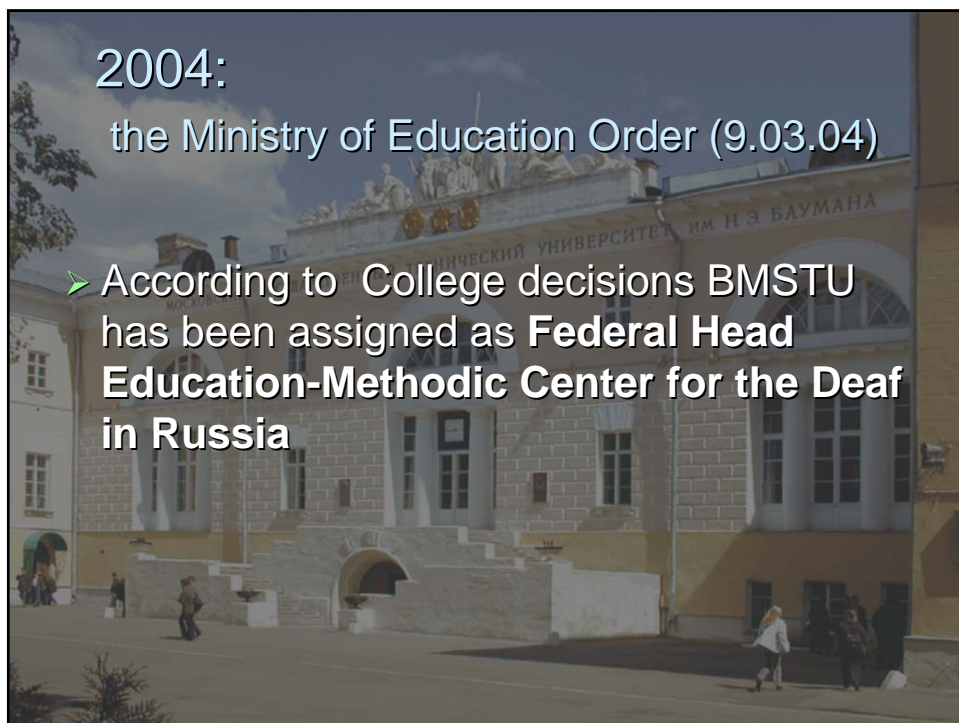 2004:
the Ministry of Education Order (9.03.04)
УНИВЕРСИТЕТ ИМ. Н.Э. БАУМАНА
➢ According to College decisions BMSTU
has been assigned as Federal Head
Education-Methodic Center for the Deaf
in Russia